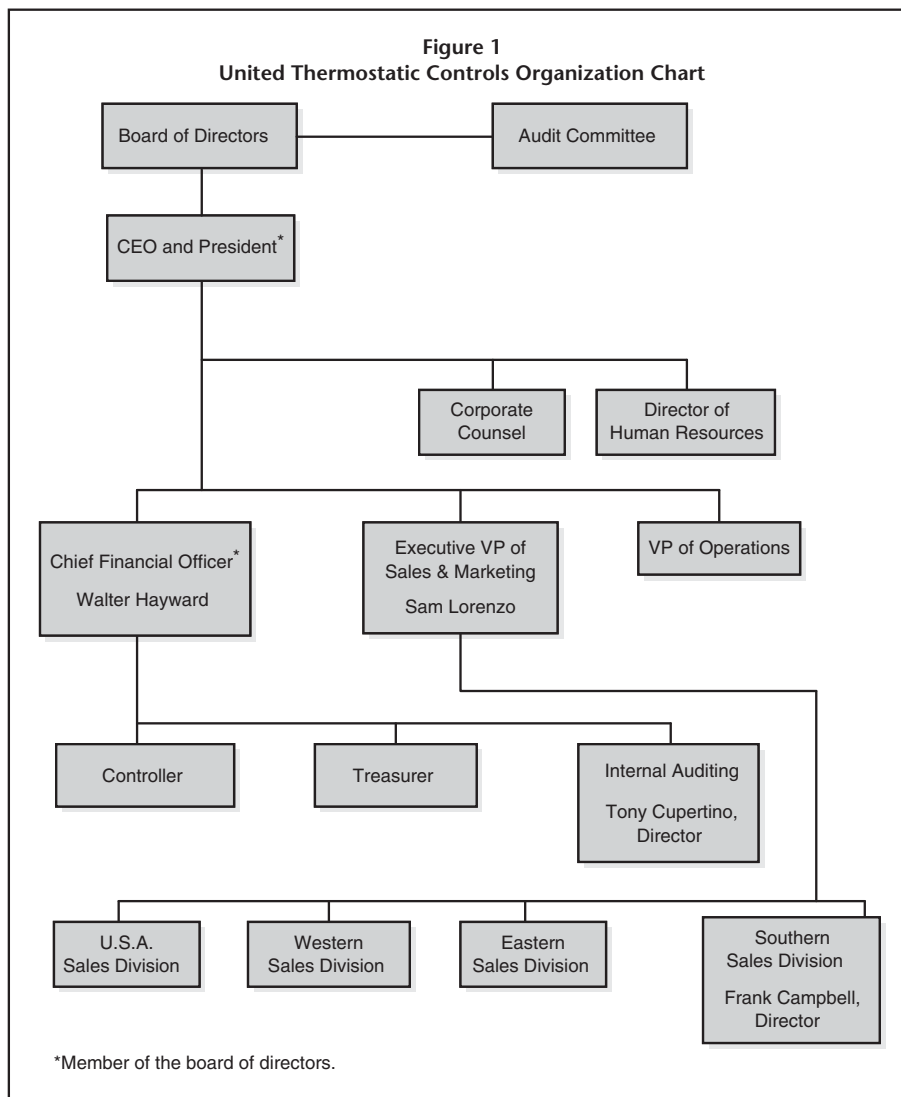 Figure 1
United Thermostatic Controls Organization Chart
Board of Directors
Audit Committee
CEO and President*
Corporate
Counsel
Director of
Human Resources
Chief Financial Officer*
Walter Hayward
Executive VP of
Sales & Marketing
Sam Lorenzo
VP of Operations
Controller
Treasurer
Internal Auditing
Tony Cupertino,
Director
U.S.A.
Sales Division
Western
Sales Division
Eastern
Sales Division
Southern
Sales Division
Frank Campbell,
Director
*Member of the board of directors.